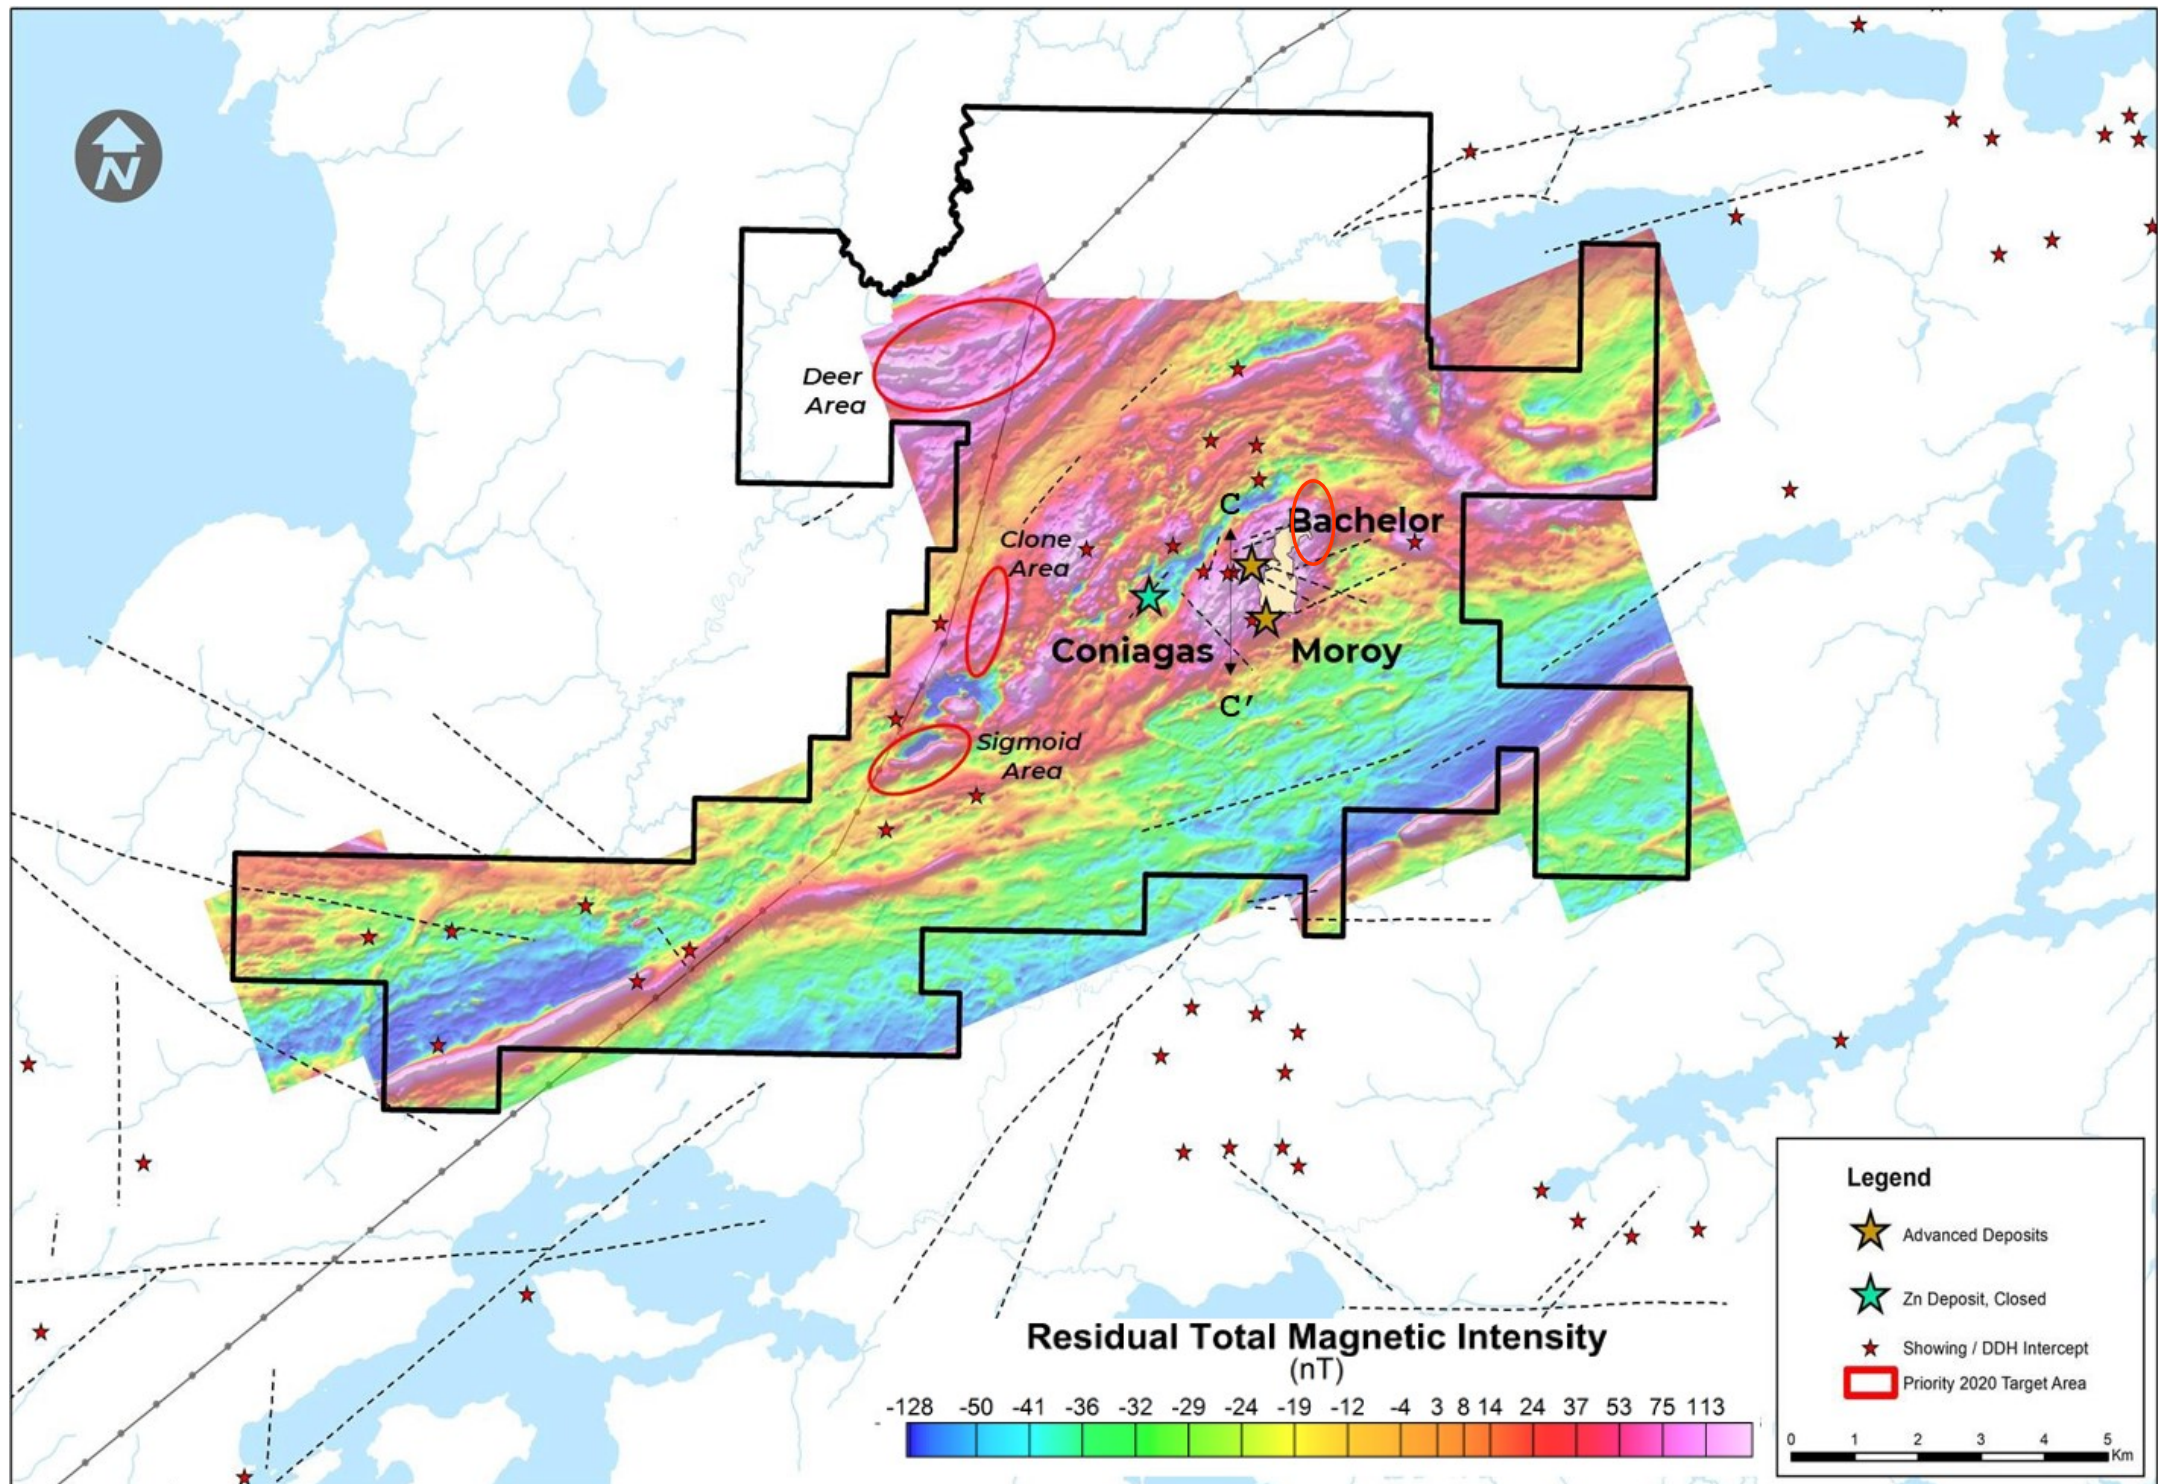 N
Deer
Area
C
Bachelor
Clone
Area
Coniagas
Moroy
C'
Sigmoid
Area
Residual Total Magnetic Intensity
(nT)
-128 -50 -41 -36 -32 -29 -24 -19 -12 -4 3 8 14 24 37 53 75 113
Legend
Advanced Deposits
Zn Deposit, Closed
Showing / DDH Intercept
Priority 2020 Target Area
0 1 2 3 4 5
Km